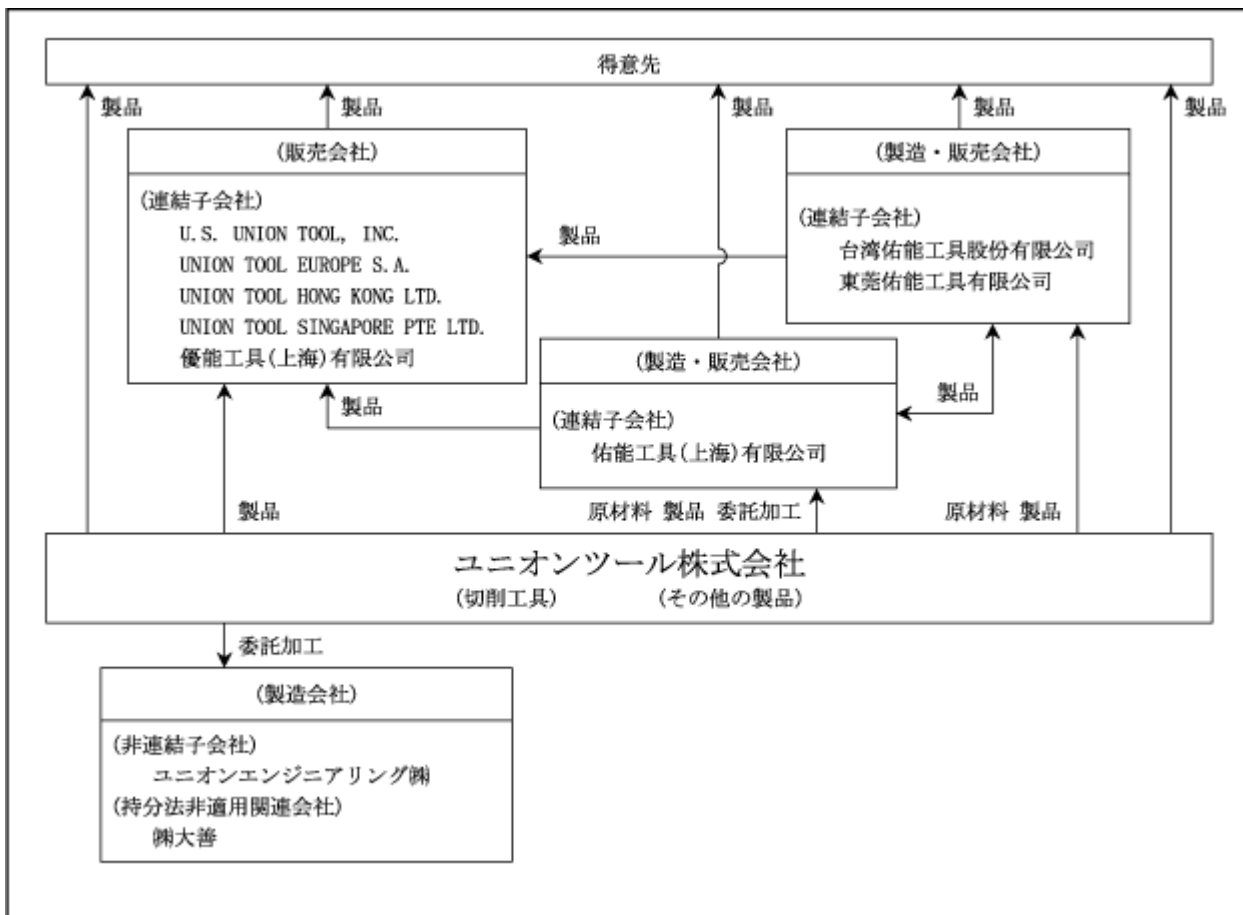 得意先
製品
製品
製品
製品
製品
(販売会社)
(連結子会社)
U.S. UNION TOOL, INC.
UNION TOOL EUROPE S.A.
UNION TOOL HONG KONG LTD.
UNION TOOL SINGAPORE PTE LTD.
優能工具(上海)有限公司
製品
(製造・販売会社)
(連結子会社)
台湾佑能工具股份有限公司
東莞佑能工具有限公司
(製造・販売会社)
(連結子会社)
佑能工具(上海)有限公司
製品
製品
製品
原材料 製品 委託加工
原材料 製品
ユニオンツール株式会社
(切削工具) (その他の製品)
委託加工
(製造会社)
(非連結子会社)
ユニオンエンジニアリング㈱
(持分法非適用関連会社)
㈱大善